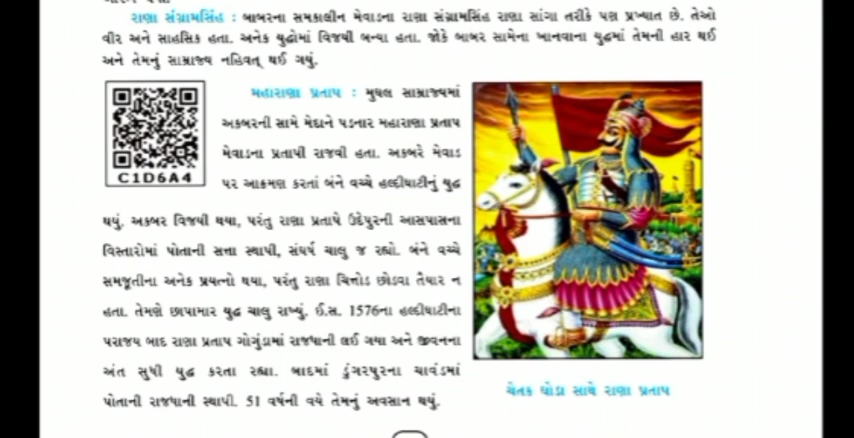 રાણા સંગ્રામસિંહ : બાબરના સમકાલીન મેવાડના રાણા સંગ્રામસિંહ રાણા સાંગા તરીકે પણ પ્રખ્યાત છે. તેઓ
વીર અને સાહસિક હતા. અનેક યુદ્ધોમાં વિજયી બન્યા હતા. જોકે બાબર સામેના ખાનવાના યુદ્ધમાં તેમની હાર થઈ
અને તેમનું સામ્રાજ્ય નહિવત્ થઈ ગયું.
મહારાણા પ્રતાપ : મુઘલ સામ્રાજ્યમાં
અકબરની સામે મેદાને પડનાર મહારાણા પ્રતાપ
મેવાડના પ્રતાપી રાજવી હતા. અકબરે મેવાડ
પર આક્રમણ કરતાં બંને વચ્ચે હલ્દીઘાટીનું યુદ્ધ
C1D6A4
થયું. અકબર વિજયી થયા, પરંતુ રાણા પ્રતાપે ઉદેપુરની આસપાસના
વિસ્તારોમાં પોતાની સત્તા સ્થાપી, સંઘર્ષ ચાલુ જ રહ્યો. બંને વચ્ચે
સમજૂતીના અનેક પ્રયત્નો થયા, પરંતુ રાણા ચિત્તોડ છોડવા તૈયાર ન
હતા. તેમણે છાપામાર યુદ્ધ ચાલુ રાખ્યું. ઈ.સ. 1576ના હલ્દીઘાટીના
પરાજય બાદ રાણા પ્રતાપ ગોગુંડામાં રાજધાની લઈ ગયા અને જીવનના
અંત સુધી યુદ્ધ કરતા રહ્યા. બાદમાં ડુંગરપુરના ચાવંડમાં
પોતાની રાજધાની સ્થાપી. 51 વર્ષની વયે તેમનું અવસાન થયું.
ચેતક ઘોડા સાથે રાણા પ્રતાપ